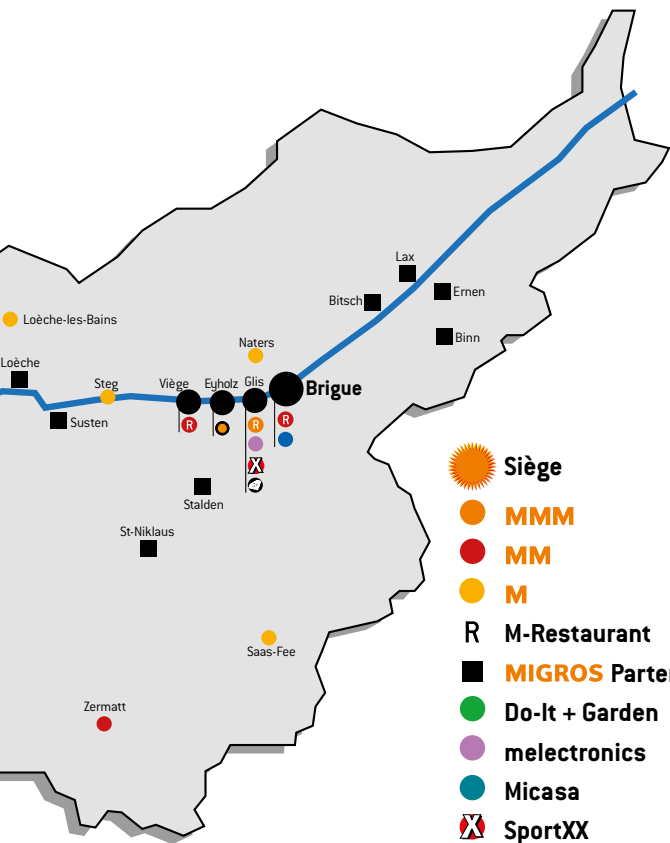 Lax
Bitsch
Ernen
Binn
Loèche-les-Bains
Naters
Loèche
Steg
Viège
Eyholz
Glis
Brigue
Susten
R
R
R
X
Stalden
St-Niklaus
Saas-Fee
Zermatt
Siège
MMM
MM
M
R M-Restaurant
MIGROS
Do-It + Garden
melectronics
Micasa
X SportXX